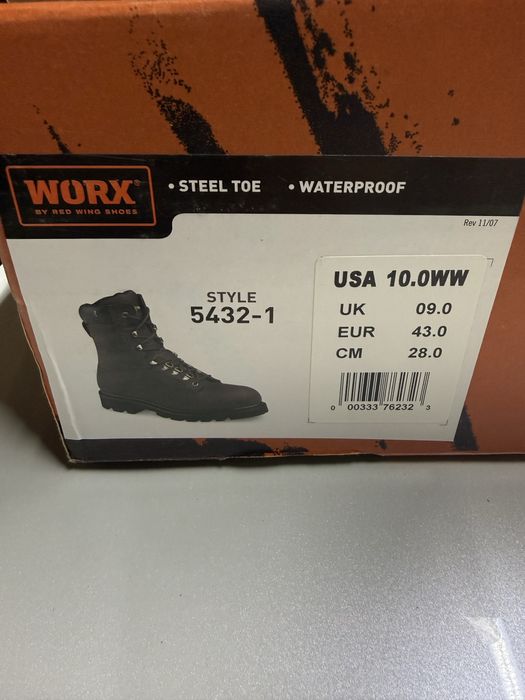 WORX®
BY RED WING SHOES
• STEEL TOE • WATERPROOF
Rev 11/07
STYLE
5432-1
USA 10.0WW
UK 09.0
EUR 43.0
CM 28.0
0 00333 76232 3